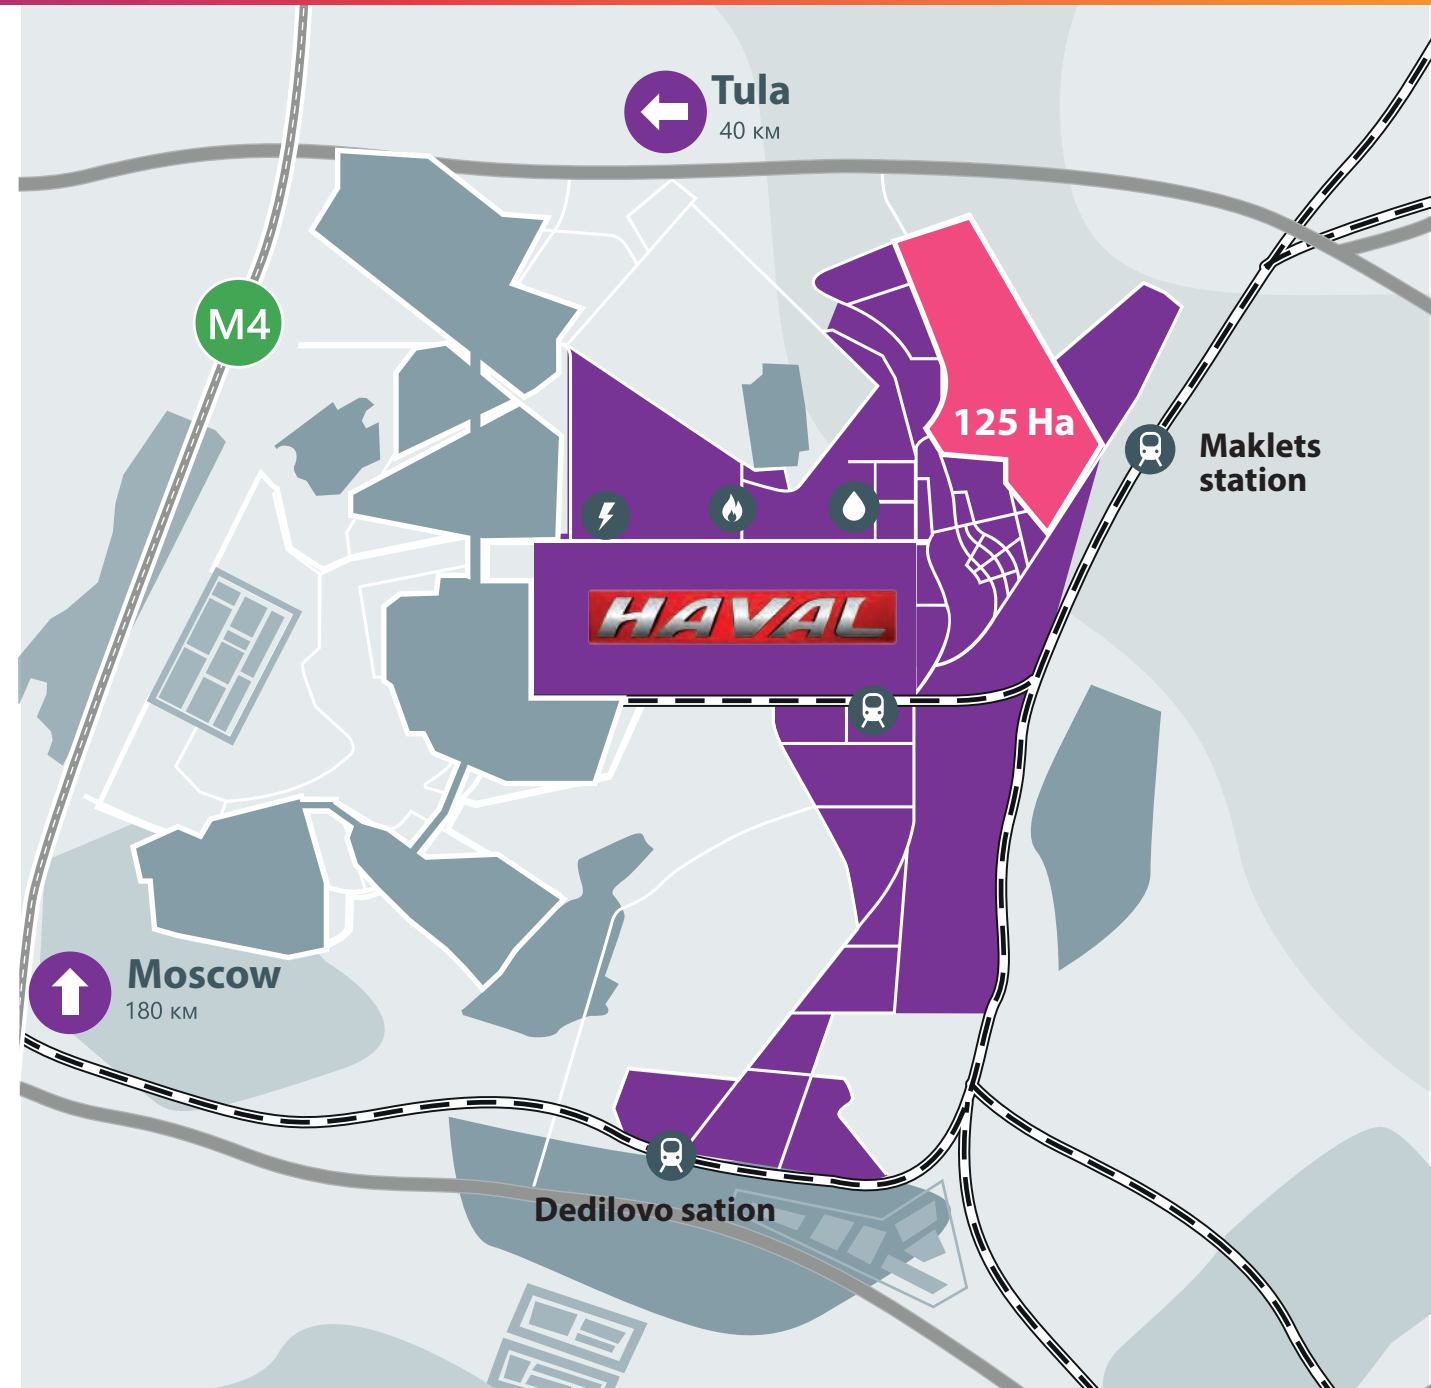 Tula
40 км
M4
125 Ha
Maklets
station
HAVAL
Moscow
180 км
Dedilovo sation